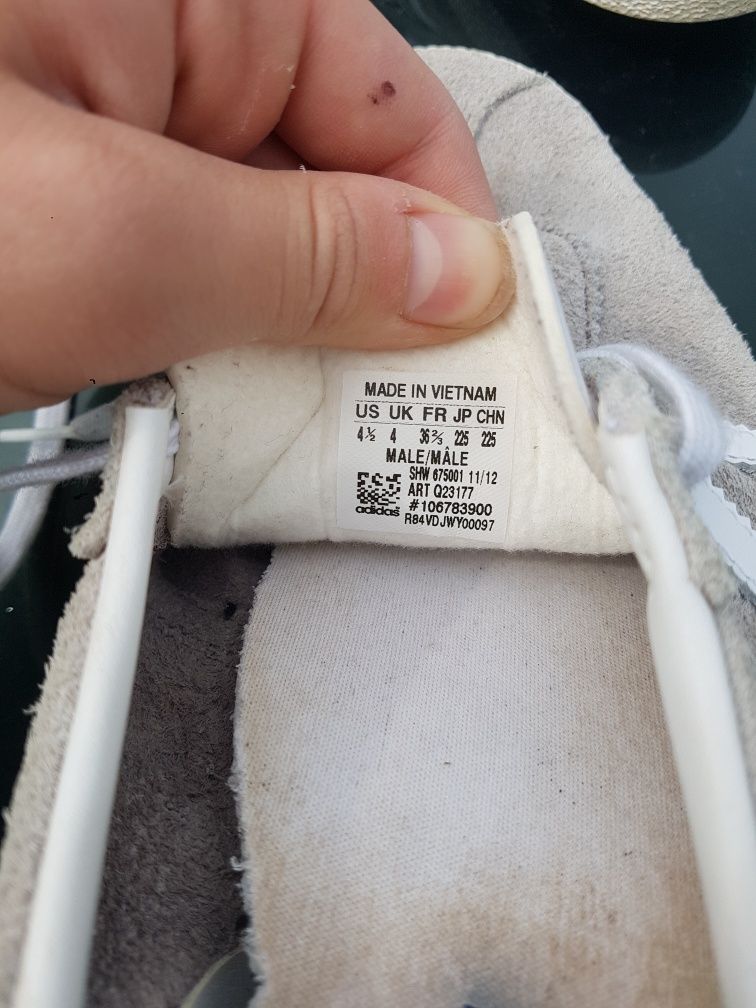 MADE IN VIETNAM
US UK FR JP CHN
4½ 4 36⅔ 225 225
MALE/MÂLE
SHW 675001 11/12
ART Q23177
#106783900
adidas R84VDJWY00097